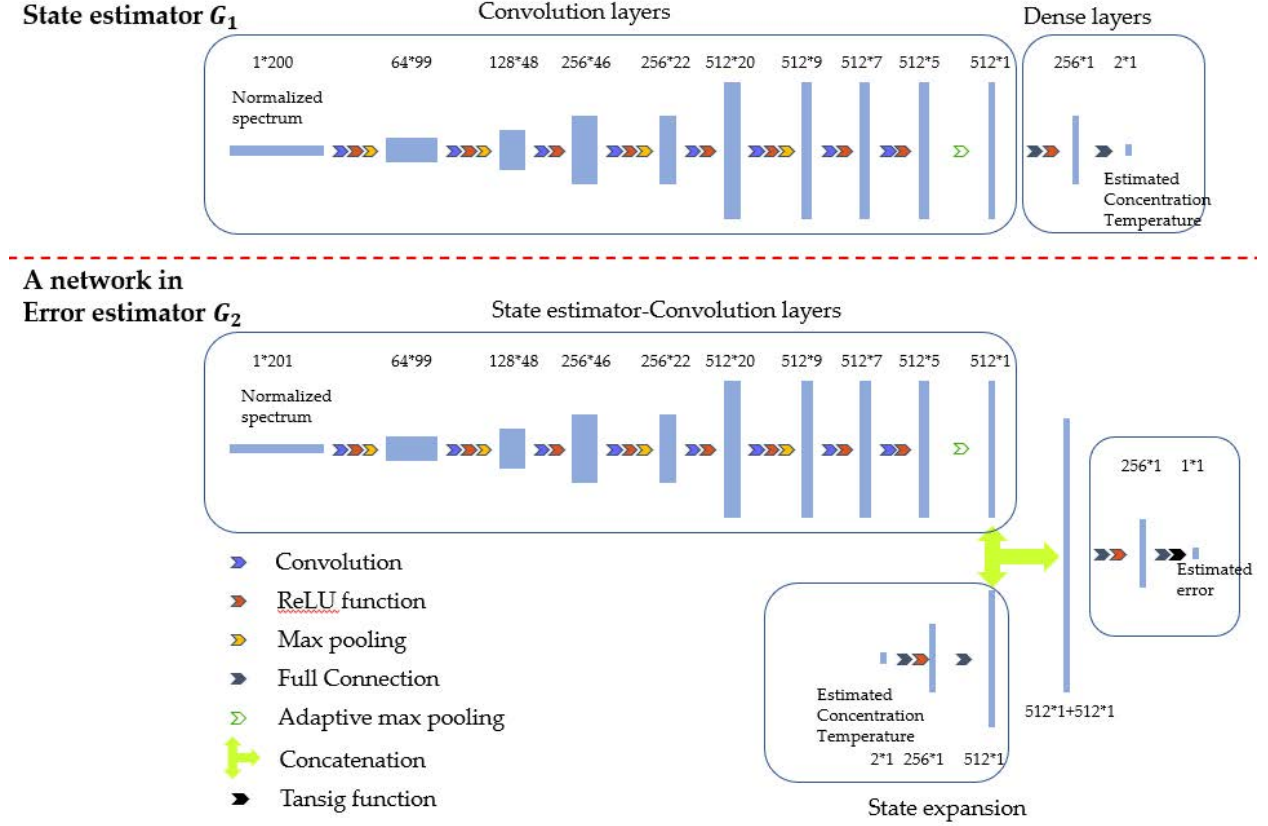 State estimator G₁
Convolution layers
Dense layers
1*200 64*99 128*48 256*46 256*22 512*20 512*9 512*7 512*5 512*1 256*1 2*1
Normalized
spectrum
Estimated
Concentration
Temperature
A network in
Error estimator G₂
State estimator-Convolution layers
1*201 64*99 128*48 256*46 256*22 512*20 512*9 512*7 512*5 512*1
Normalized
spectrum
256*1 1*1
Estimated
error
Convolution
ReLU function
Max pooling
Full Connection
Adaptive max pooling
Concatenation
Tansig function
Estimated
Concentration
Temperature
2*1 256*1 512*1
512*1+512*1
State expansion